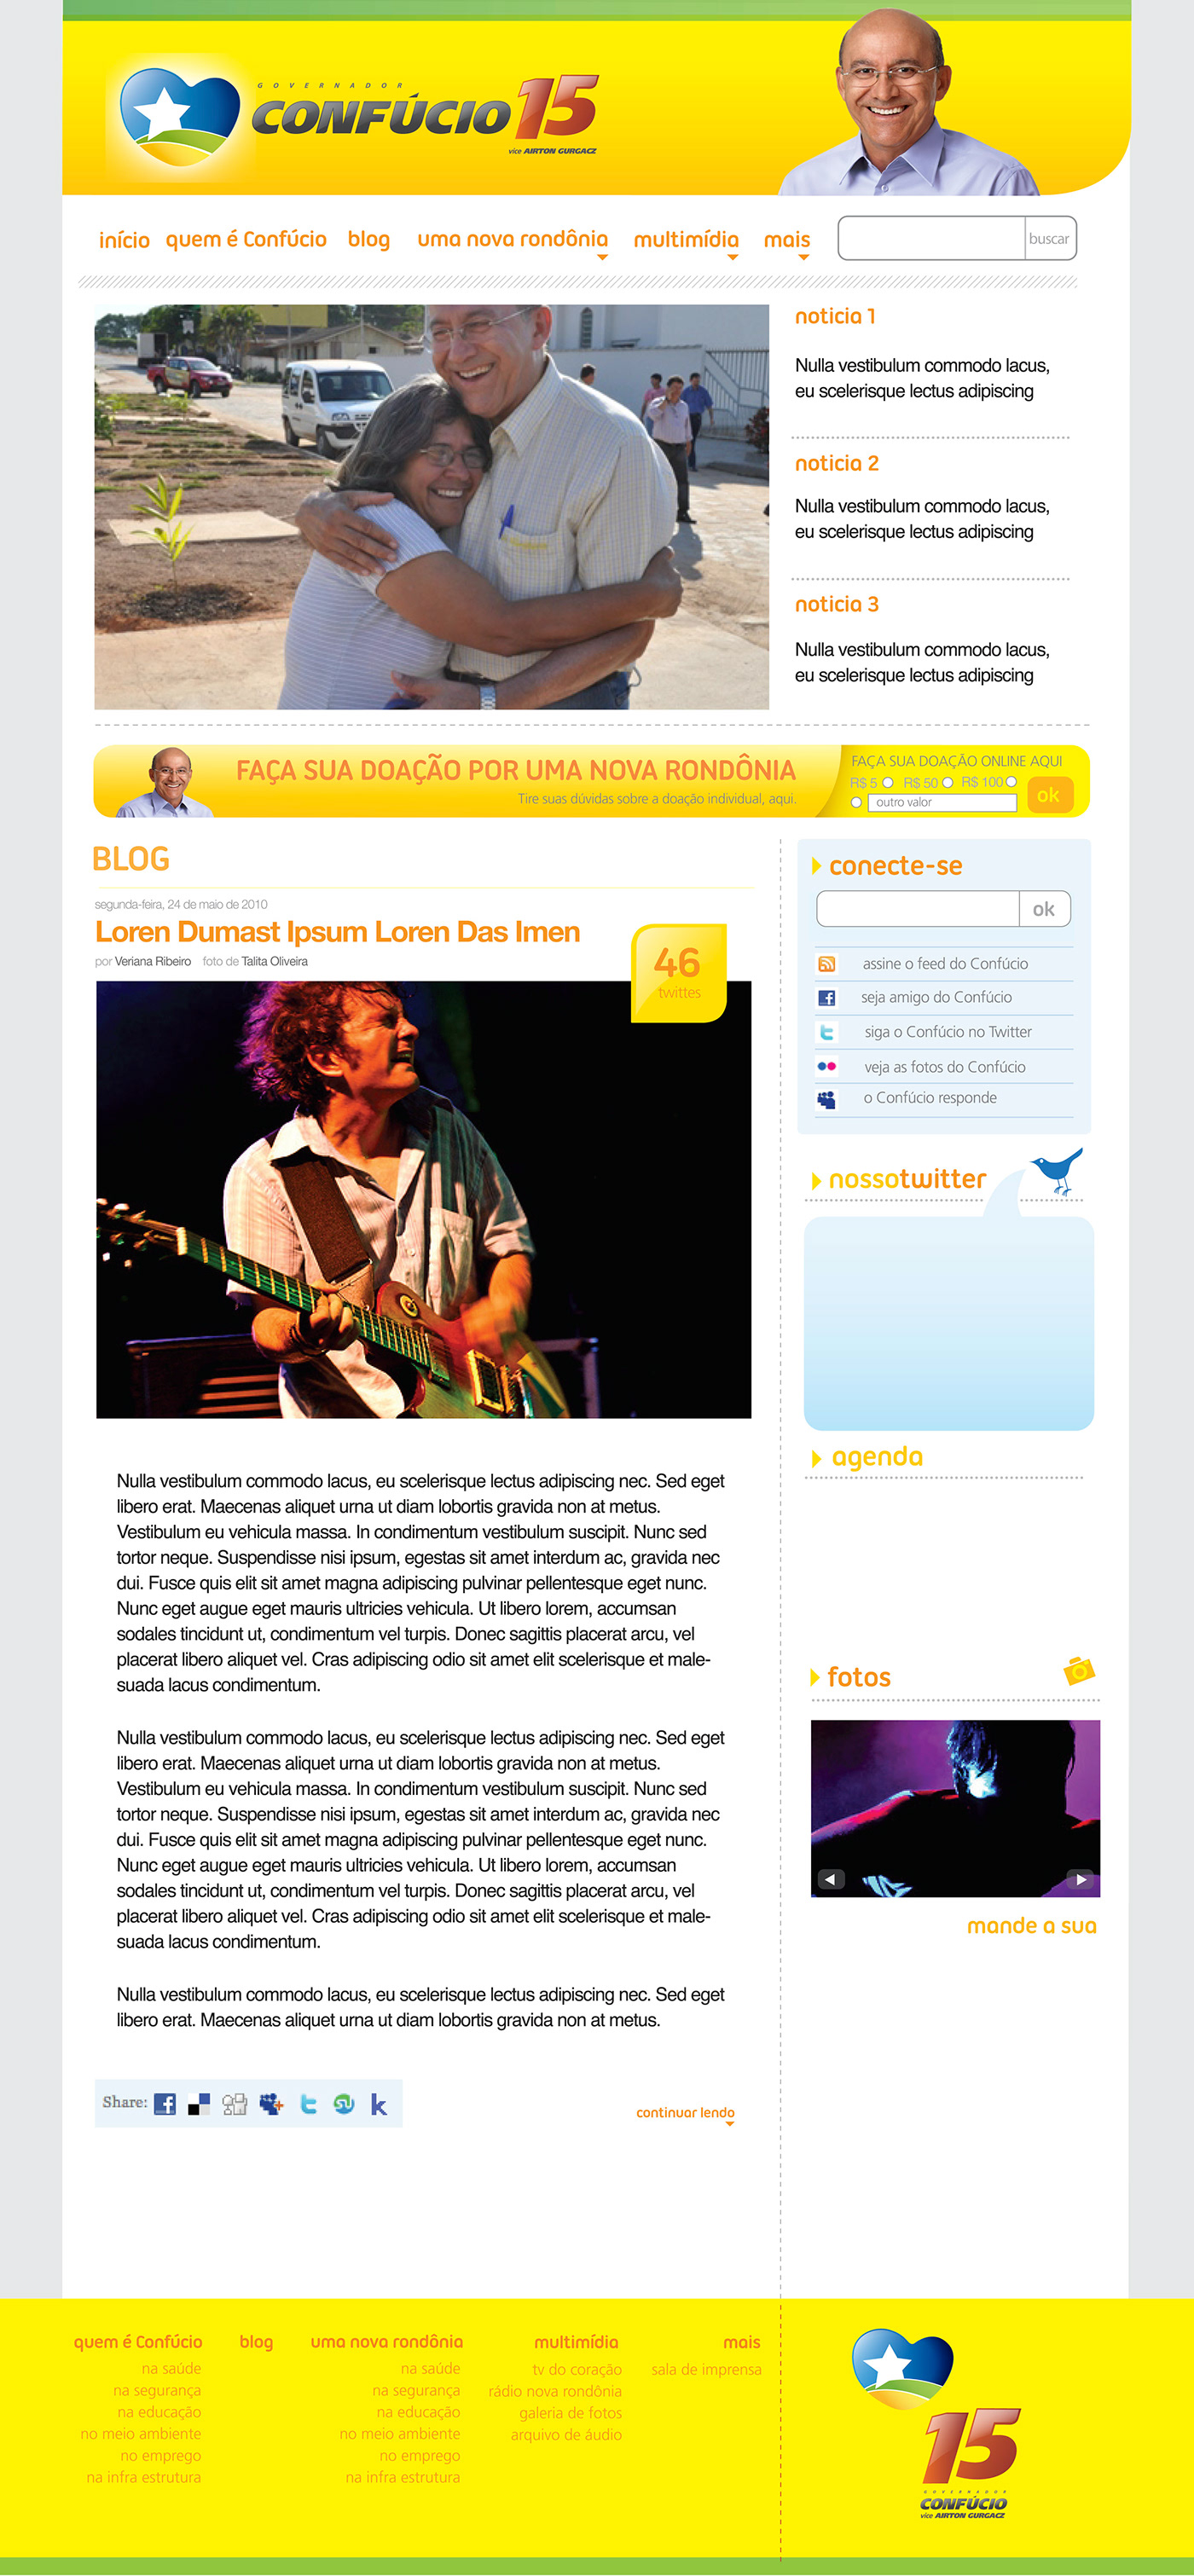 GOVERNADOR
CONFÚCIO 15
vice AIRTON GURGACZ
início quem é Confúcio blog uma nova rondônia multimídia mais
buscar
noticia 1
Nulla vestibulum commodo lacus,
eu scelerisque lectus adipiscing
noticia 2
Nulla vestibulum commodo lacus,
eu scelerisque lectus adipiscing
noticia 3
Nulla vestibulum commodo lacus,
eu scelerisque lectus adipiscing
FAÇA SUA DOAÇÃO POR UMA NOVA RONDÔNIA
Tire suas dúvidas sobre a doação individual, aqui.
FAÇA SUA DOAÇÃO ONLINE AQUI
R$ 5 R$ 50 R$ 100
outro valor
ok
BLOG
segunda-feira, 24 de maio de 2010
Loren Dumast Ipsum Loren Das Imen
por Veriana Ribeiro foto de Talita Oliveira
46
twittes
Nulla vestibulum commodo lacus, eu scelerisque lectus adipiscing nec. Sed eget
libero erat. Maecenas aliquet urna ut diam lobortis gravida non at metus.
Vestibulum eu vehicula massa. In condimentum vestibulum suscipit. Nunc sed
tortor neque. Suspendisse nisi ipsum, egestas sit amet interdum ac, gravida nec
dui. Fusce quis elit sit amet magna adipiscing pulvinar pellentesque eget nunc.
Nunc eget augue eget mauris ultricies vehicula. Ut libero lorem, accumsan
sodales tincidunt ut, condimentum vel turpis. Donec sagittis placerat arcu, vel
placerat libero aliquet vel. Cras adipiscing odio sit amet elit scelerisque et male-
suada lacus condimentum.
Nulla vestibulum commodo lacus, eu scelerisque lectus adipiscing nec. Sed eget
libero erat. Maecenas aliquet urna ut diam lobortis gravida non at metus.
Vestibulum eu vehicula massa. In condimentum vestibulum suscipit. Nunc sed
tortor neque. Suspendisse nisi ipsum, egestas sit amet interdum ac, gravida nec
dui. Fusce quis elit sit amet magna adipiscing pulvinar pellentesque eget nunc.
Nunc eget augue eget mauris ultricies vehicula. Ut libero lorem, accumsan
sodales tincidunt ut, condimentum vel turpis. Donec sagittis placerat arcu, vel
placerat libero aliquet vel. Cras adipiscing odio sit amet elit scelerisque et male-
suada lacus condimentum.
Nulla vestibulum commodo lacus, eu scelerisque lectus adipiscing nec. Sed eget
libero erat. Maecenas aliquet urna ut diam lobortis gravida non at metus.
Share:
continuar lendo
conecte-se
ok
assine o feed do Confúcio
seja amigo do Confúcio
siga o Confúcio no Twitter
veja as fotos do Confúcio
o Confúcio responde
nossotwitter
agenda
fotos
mande a sua
quem é Confúcio
na saúde
na segurança
na educação
no meio ambiente
no emprego
na infra estrutura
blog
uma nova rondônia
na saúde
na segurança
na educação
no meio ambiente
no emprego
na infra estrutura
multimídia
tv do coração
rádio nova rondônia
galeria de fotos
arquivo de áudio
mais
sala de imprensa
15
GOVERNADOR
CONFÚCIO
vice AIRTON GURGACZ